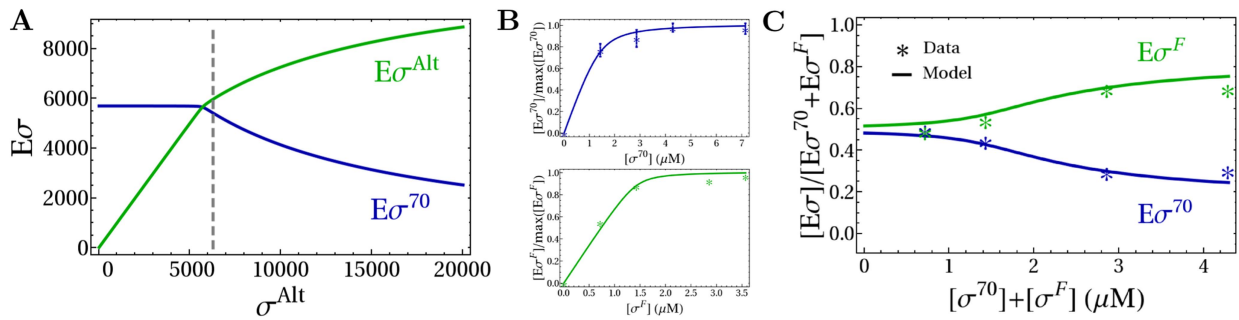 A
Eσ
8000
6000
4000
2000
0
Eσ^Alt
Eσ^70
0 5000 10000 15000 20000
σ^Alt
B
[Eσ^70]/max([Eσ^70])
1.0
0.8
0.6
0.4
0.2
0.0
0 1 2 3 4 5 6 7
[σ^70] (μM)
[Eσ^F]/max([Eσ^F])
1.0
0.8
0.6
0.4
0.2
0.0
0.0 0.5 1.0 1.5 2.0 2.5 3.0 3.5
[σ^F] (μM)
C
[Eσ]/[Eσ^70+Eσ^F]
1.0
0.8
0.6
0.4
0.2
0.0
* Data
Model
Eσ^F
Eσ^70
0 1 2 3 4
[σ^70]+[σ^F] (μM)